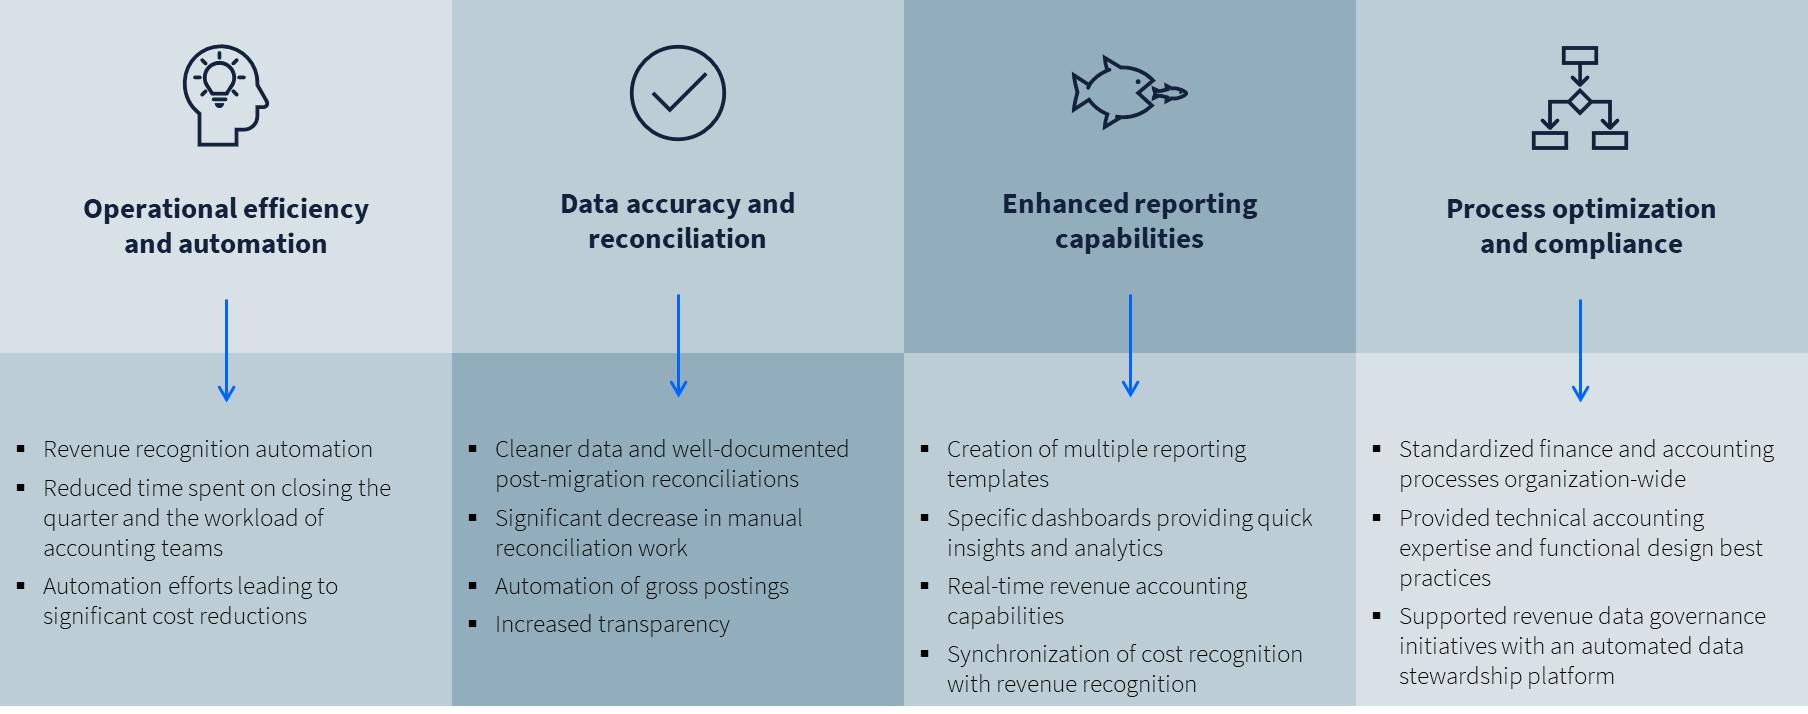 Operational efficiency
and automation
▪ Revenue recognition automation
▪ Reduced time spent on closing the
quarter and the workload of
accounting teams
▪ Automation efforts leading to
significant cost reductions
Data accuracy and
reconciliation
▪ Cleaner data and well-documented
post-migration reconciliations
▪ Significant decrease in manual
reconciliation work
▪ Automation of gross postings
▪ Increased transparency
Enhanced reporting
capabilities
▪ Creation of multiple reporting
templates
▪ Specific dashboards providing quick
insights and analytics
▪ Real-time revenue accounting
capabilities
▪ Synchronization of cost recognition
with revenue recognition
Process optimization
and compliance
▪ Standardized finance and accounting
processes organization-wide
▪ Provided technical accounting
expertise and functional design best
practices
▪ Supported revenue data governance
initiatives with an automated data
stewardship platform